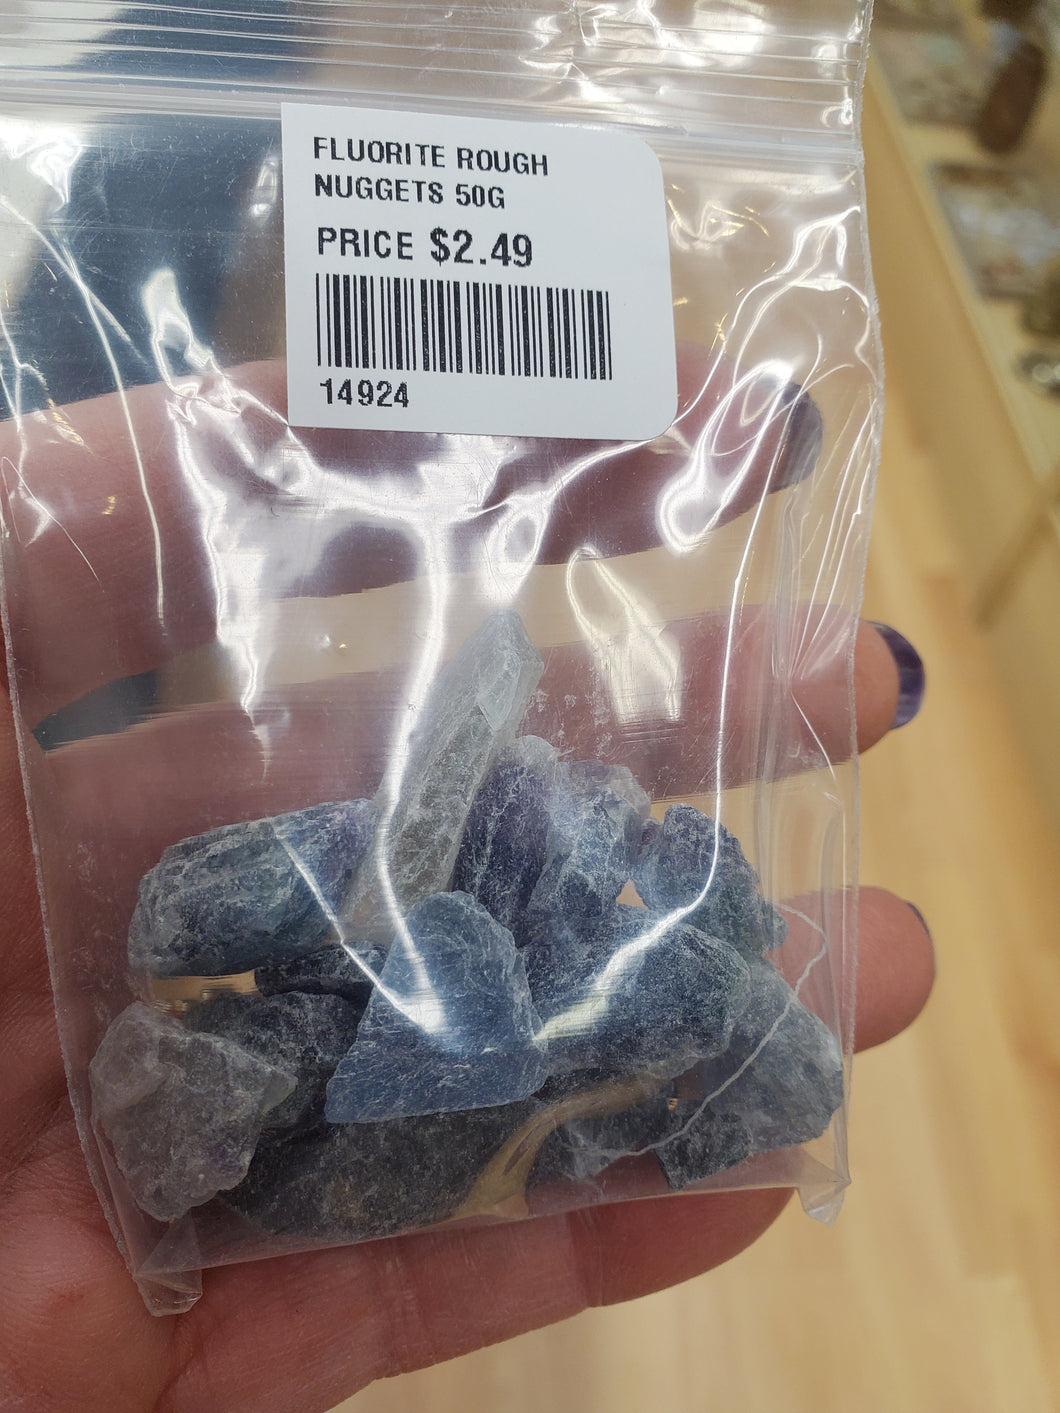 FLUORITE ROUGH
NUGGETS 50G
PRICE $2.49
14924